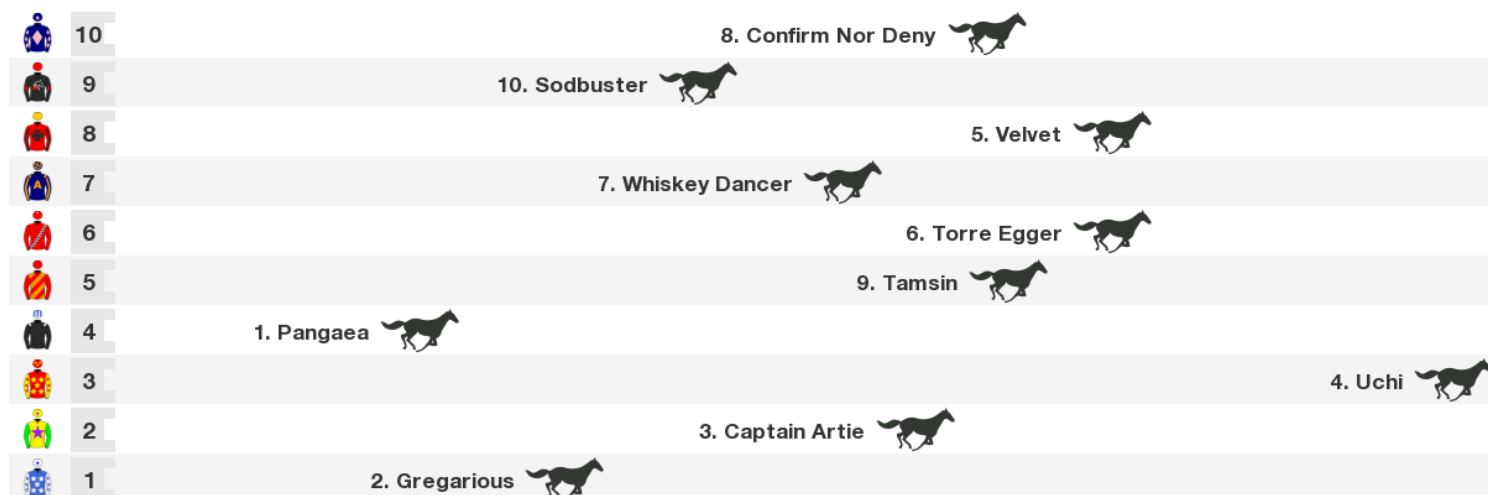 10 8. Confirm Nor Deny
9 10. Sodbuster
8 5. Velvet
7 7. Whiskey Dancer
6 6. Torre Egger
5 9. Tamsin
4 1. Pangaea
3 4. Uchi
2 3. Captain Artie
1 2. Gregarious